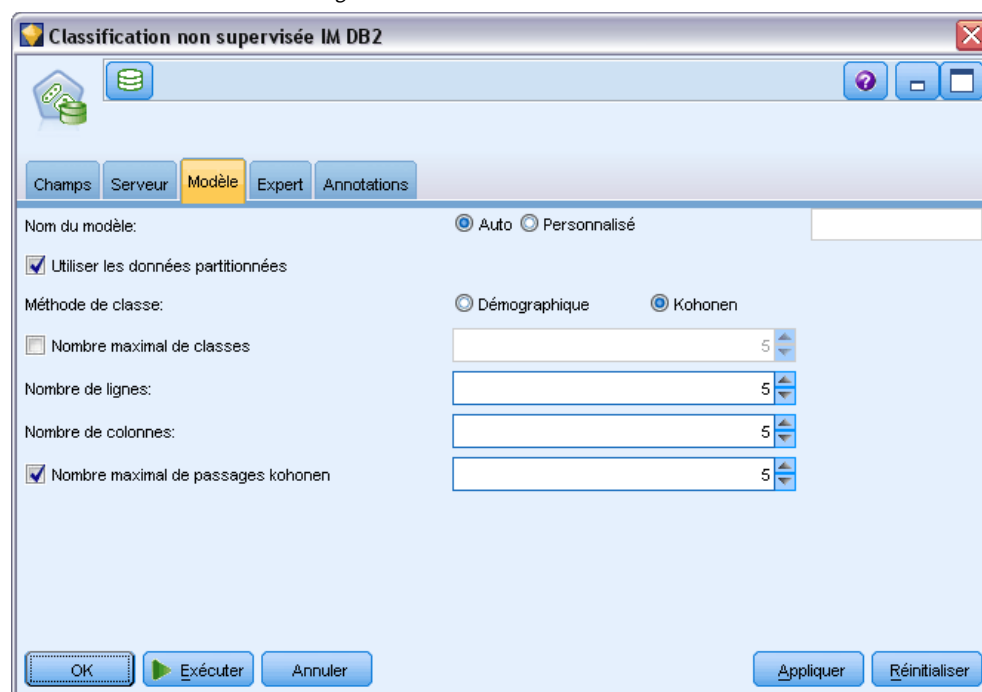 Classification non supervisée IM DB2
Champs Serveur Modèle Expert Annotations
Nom du modèle: Auto Personnalisé
Utiliser les données partitionnées
Méthode de classe: Démographique Kohonen
Nombre maximal de classes 5
Nombre de lignes: 5
Nombre de colonnes: 5
Nombre maximal de passages kohonen 5
OK Exécuter Annuler Appliquer Réinitialiser